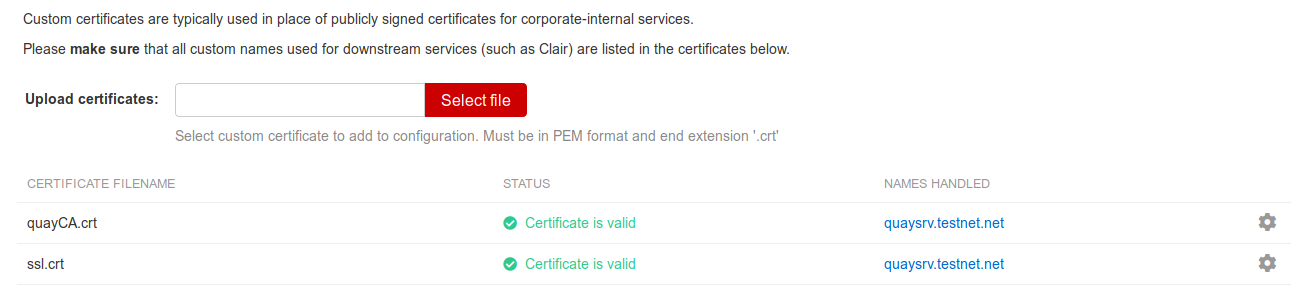 Custom certificates are typically used in place of publicly signed certificates for corporate-internal services.
Please make sure that all custom names used for downstream services (such as Clair) are listed in the certificates below.
Upload certificates: Select file
Select custom certificate to add to configuration. Must be in PEM format and end extension '.crt'
CERTIFICATE FILENAME STATUS NAMES HANDLED
quayCA.crt Certificate is valid quaysrv.testnet.net
ssl.crt Certificate is valid quaysrv.testnet.net